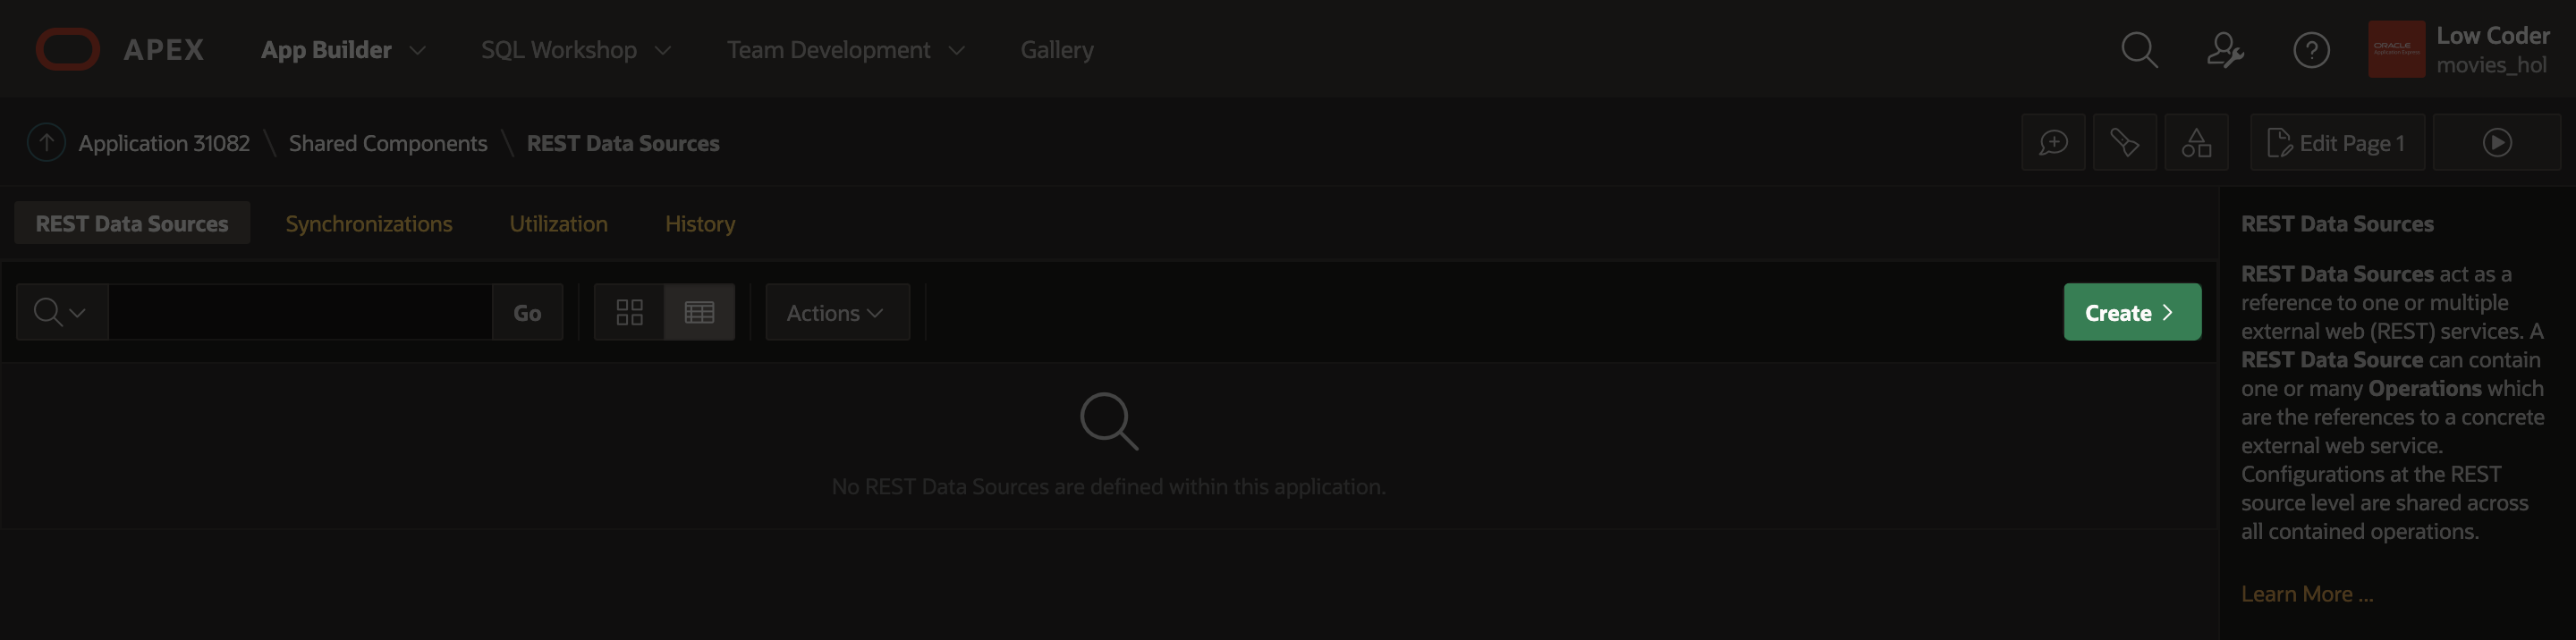 APEX App Builder SQL Workshop Team Development Gallery Low Coder
movies_hol
Application 31082 \ Shared Components \ REST Data Sources Edit Page 1
REST Data Sources Synchronizations Utilization History
Go Actions Create
No REST Data Sources are defined within this application.
REST Data Sources
REST Data Sources act as a
reference to one or multiple
external web (REST) services. A
REST Data Source can contain
one or many Operations which
are the references to a concrete
external web service.
Configurations at the REST
source level are shared across
all contained operations.
Learn More ...